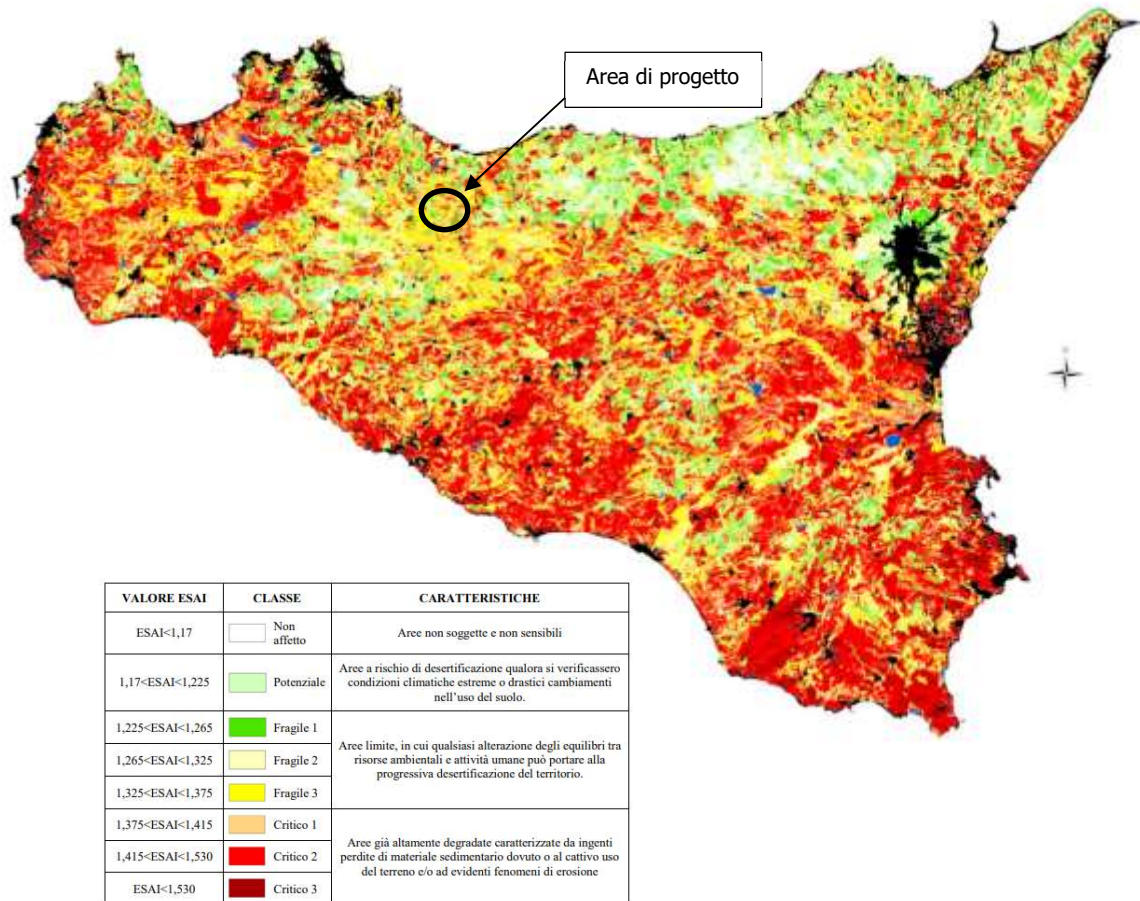 Area di progetto
VALORE ESAI CLASSE CARATTERISTICHE
ESAI<1,17 Non affetto Aree non soggette e non sensibili
1,17<ESAI<1,225 Potenziale Aree a rischio di desertificazione qualora si verificassero
condizioni climatiche estreme o drastici cambiamenti
nell'uso del suolo.
1,225<ESAI<1,265 Fragile 1
1,265<ESAI<1,325 Fragile 2
1,325<ESAI<1,375 Fragile 3
Aree limite, in cui qualsiasi alterazione degli equilibri tra
risorse ambientali e attività umane può portare alla
progressiva desertificazione del territorio.
1,375<ESAI<1,415 Critico 1
1,415<ESAI<1,530 Critico 2
ESAI<1,530 Critico 3
Aree già altamente degradate caratterizzate da ingenti
perdite di materiale sedimentario dovuto o al cattivo uso
del terreno e/o ad evidenti fenomeni di erosione